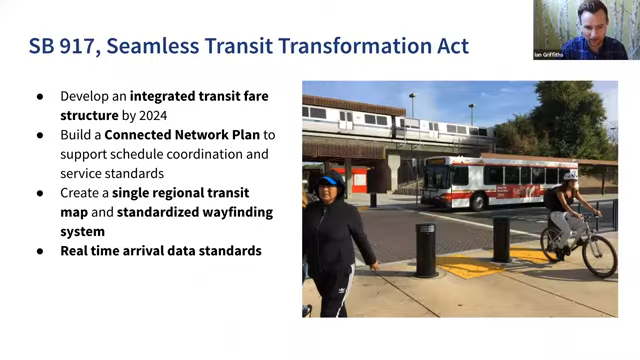 SB 917, Seamless Transit Transformation Act
Ian Griffiths
● Develop an integrated transit fare
structure by 2024
● Build a Connected Network Plan to
support schedule coordination and
service standards
● Create a single regional transit
map and standardized wayfinding
system
● Real time arrival data standards